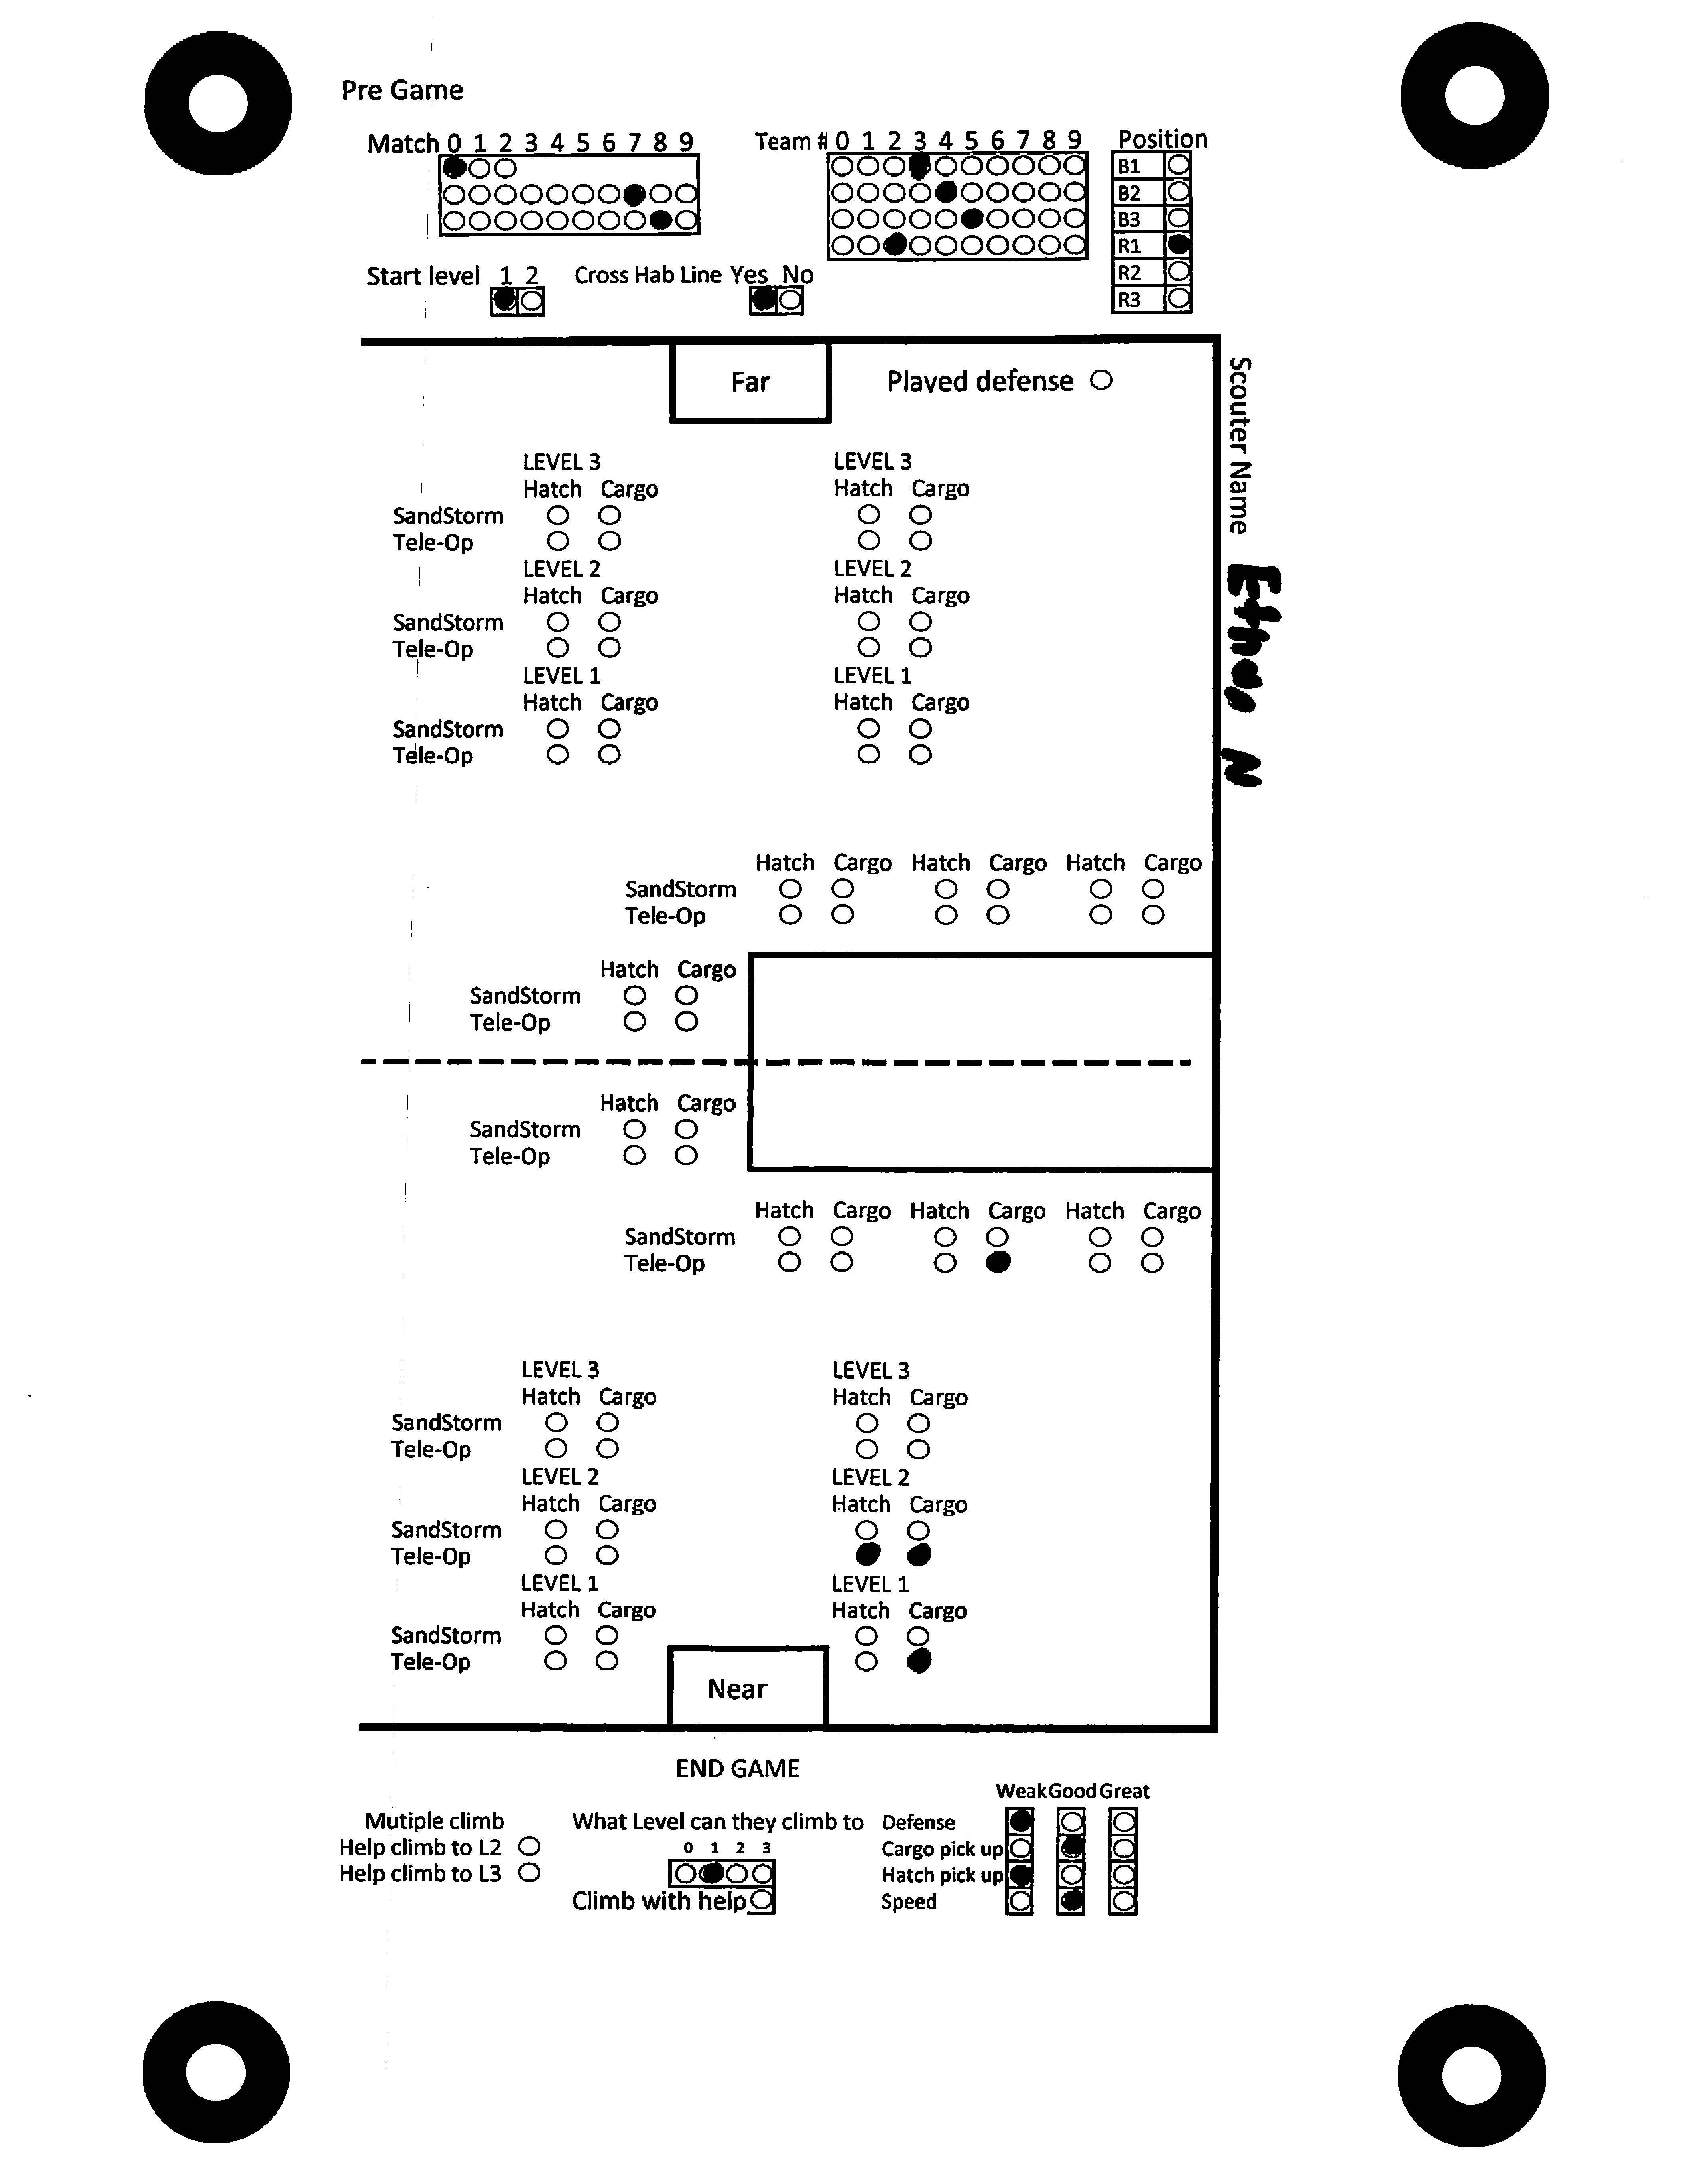 Pre Game
Match 0 1 2 3 4 5 6 7 8 9
Team # 0 1 2 3 4 5 6 7 8 9
Position
B1
B2
B3
R1
R2
R3
Start level 1 2
Cross Hab Line Yes No
Far
Played defense
Scouter Name Ethan N
LEVEL 3 LEVEL 3
Hatch Cargo Hatch Cargo
SandStorm
Tele-Op
LEVEL 2 LEVEL 2
Hatch Cargo Hatch Cargo
SandStorm
Tele-Op
LEVEL 1 LEVEL 1
Hatch Cargo Hatch Cargo
SandStorm
Tele-Op
Hatch Cargo Hatch Cargo Hatch Cargo
SandStorm
Tele-Op
Hatch Cargo
SandStorm
Tele-Op
Hatch Cargo
SandStorm
Tele-Op
Hatch Cargo Hatch Cargo Hatch Cargo
SandStorm
Tele-Op
LEVEL 3 LEVEL 3
Hatch Cargo Hatch Cargo
SandStorm
Tele-Op
LEVEL 2 LEVEL 2
Hatch Cargo Hatch Cargo
SandStorm
Tele-Op
LEVEL 1 LEVEL 1
Hatch Cargo Hatch Cargo
SandStorm
Tele-Op
Near
END GAME
Mutiple climb
Help climb to L2
Help climb to L3
What Level can they climb to
0 1 2 3
Climb with help
Weak Good Great
Defense
Cargo pick up
Hatch pick up
Speed